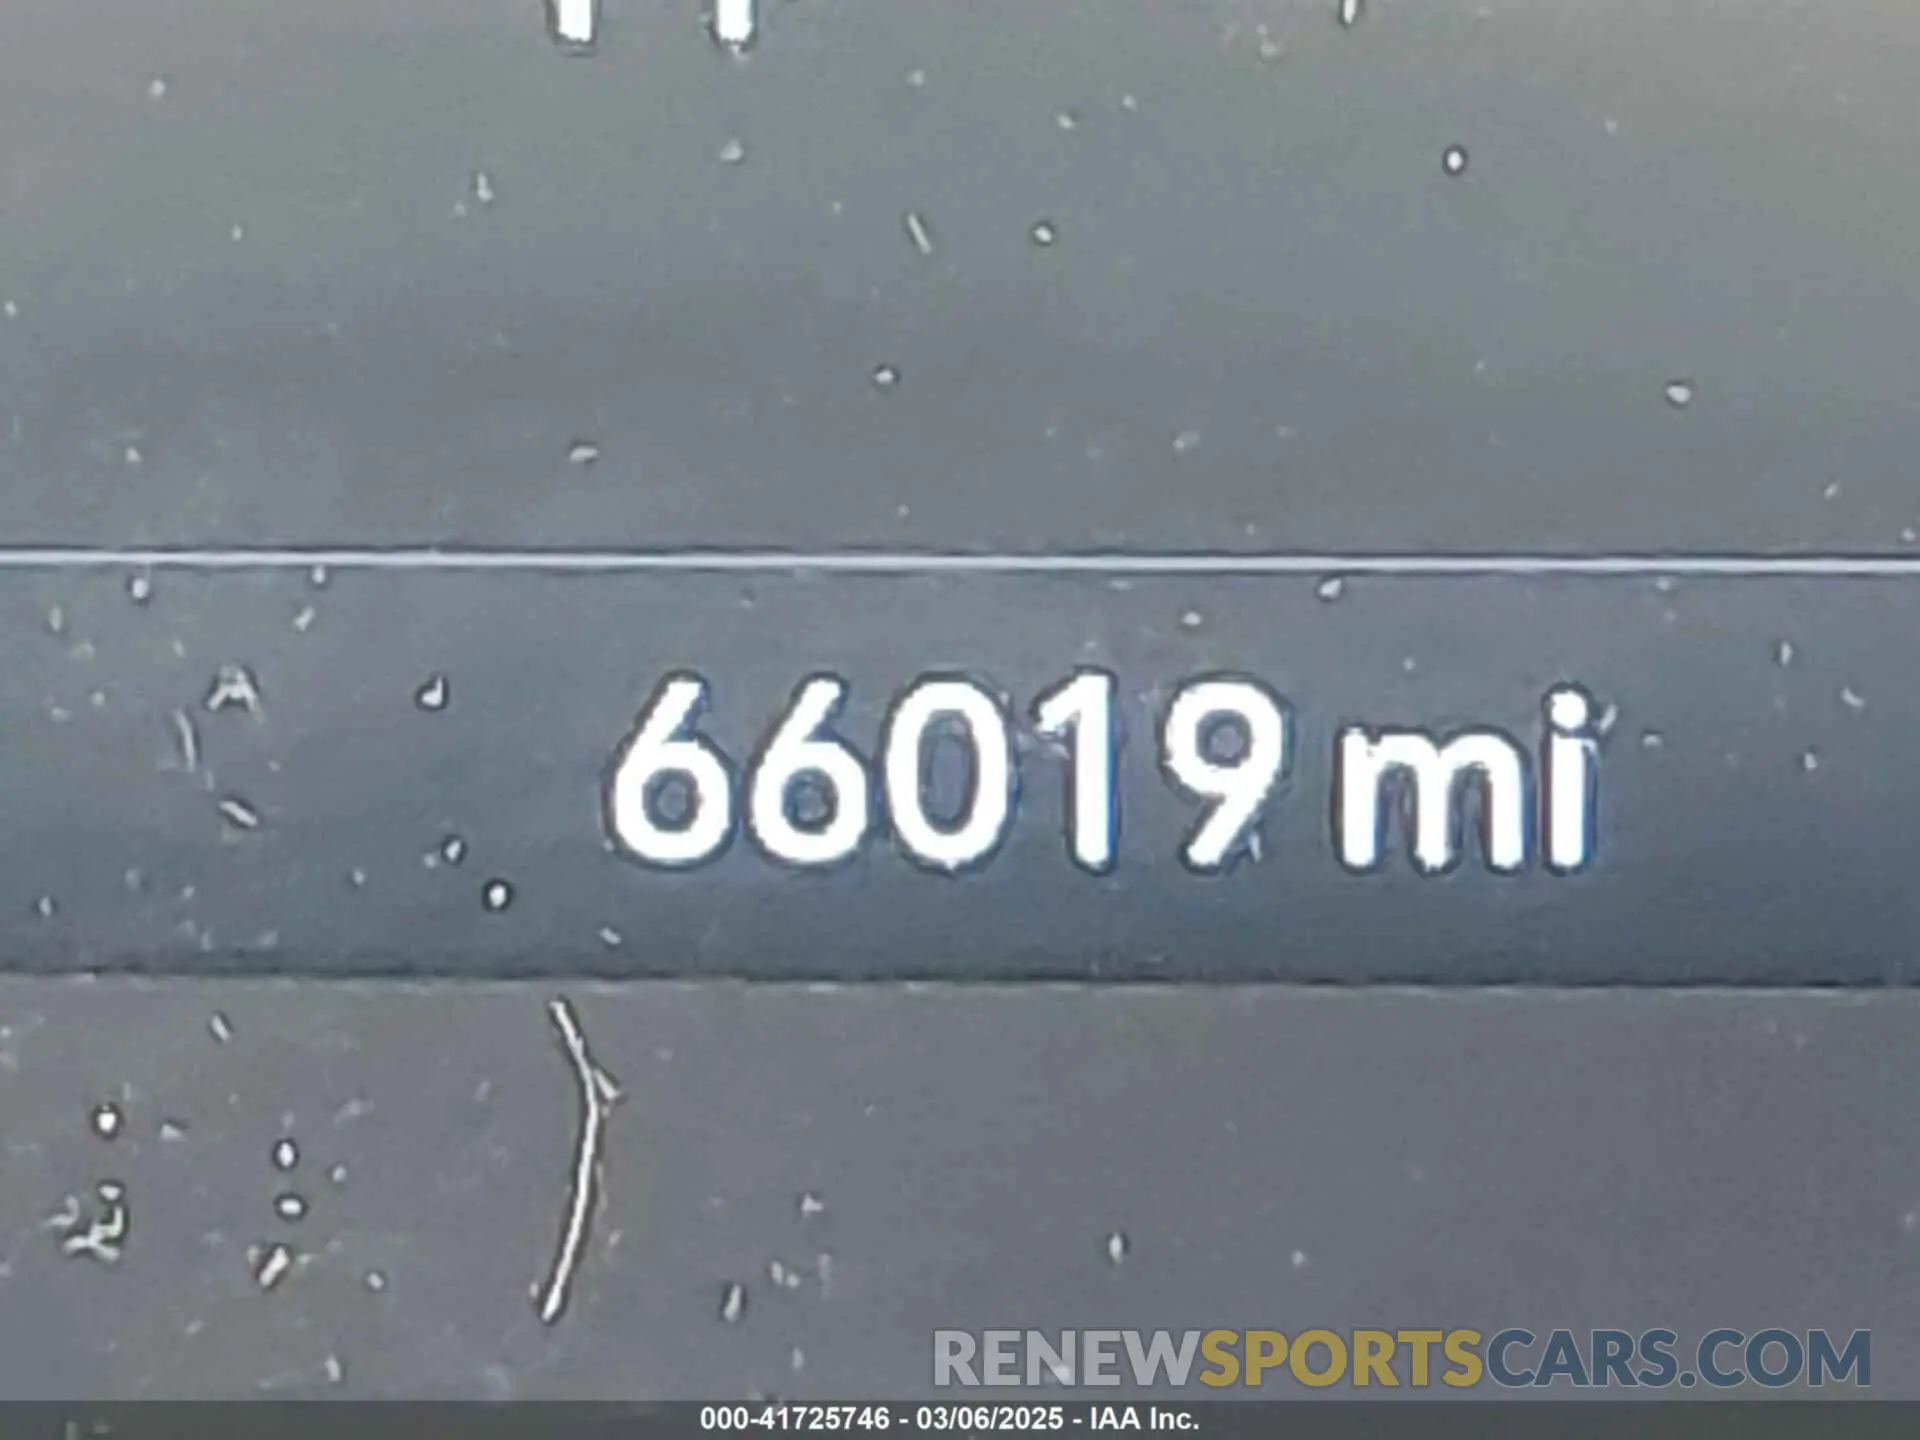 66019 mi
RENEWSPORTSCARS.COM
000-41725746 - 03/06/2025 - IAA Inc.